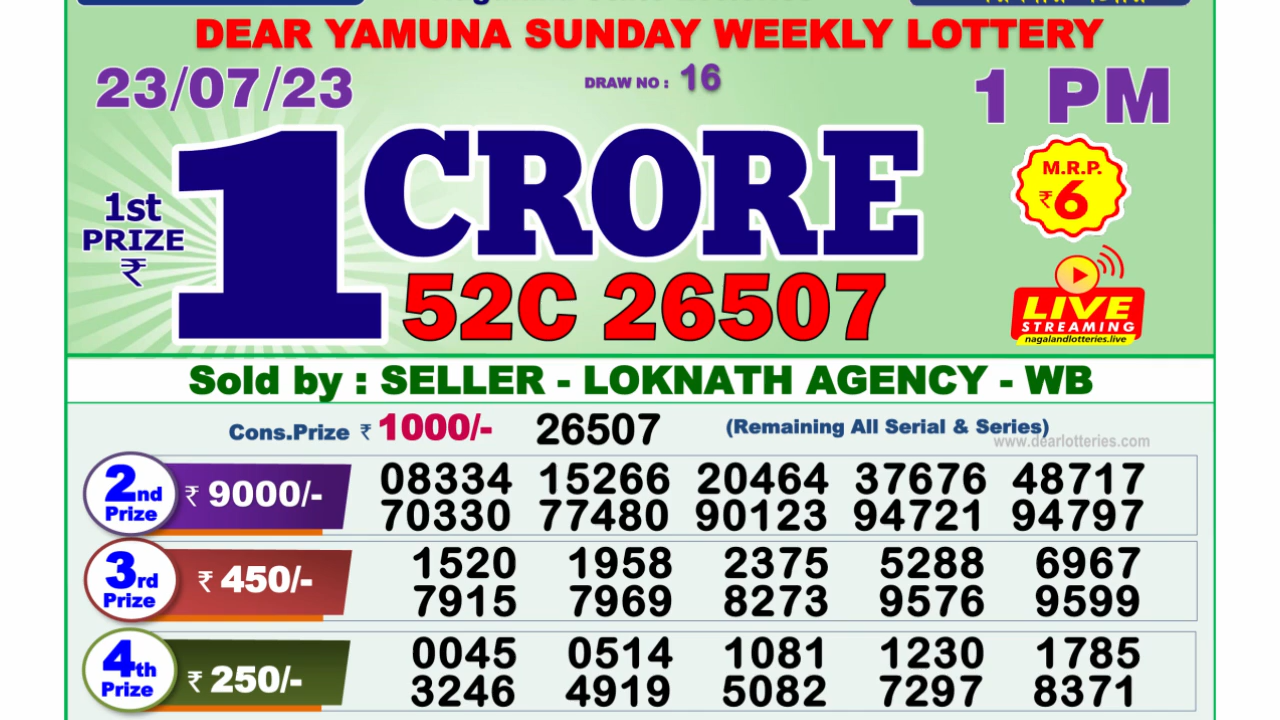 DEAR YAMUNA SUNDAY WEEKLY LOTTERY
23/07/23
DRAW NO : 16
1 PM
1st
PRIZE
₹
1 CRORE
52C 26507
M.R.P.
₹6
LIVE
STREAMING
nagalandlotteries.live
Sold by : SELLER - LOKNATH AGENCY - WB
Cons.Prize ₹ 1000/- 26507 (Remaining All Serial & Series)
www.dearlotteries.com
2nd Prize ₹ 9000/-
08334 15266 20464 37676 48717
70330 77480 90123 94721 94797
3rd Prize ₹ 450/-
1520 1958 2375 5288 6967
7915 7969 8273 9576 9599
4th Prize ₹ 250/-
0045 0514 1081 1230 1785
3246 4919 5082 7297 8371